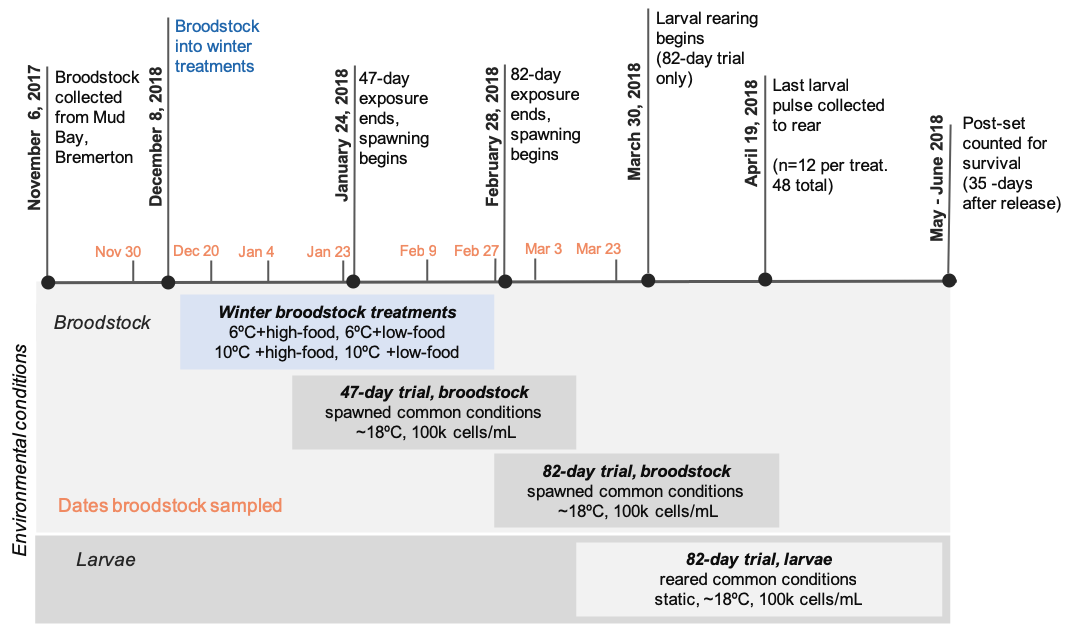 November 6, 2017
Broodstock
collected
from Mud
Bay,
Bremerton
December 8, 2018
Broodstock
into winter
treatments
January 24, 2018
47-day
exposure
ends,
spawning
begins
February 28, 2018
82-day
exposure
ends,
spawning
begins
March 30, 2018
Larval rearing
begins
(82-day trial
only)
April 19, 2018
Last larval
pulse collected
to rear
(n=12 per treat.
48 total)
May - June 2018
Post-set
counted for
survival
(35 -days
after release)
Nov 30
Dec 20
Jan 4
Jan 23
Feb 9
Feb 27
Mar 3
Mar 23
Environmental conditions
Broodstock
Winter broodstock treatments
6ºC+high-food, 6ºC+low-food
10ºC +high-food, 10ºC +low-food
47-day trial, broodstock
spawned common conditions
~18ºC, 100k cells/mL
82-day trial, broodstock
spawned common conditions
~18ºC, 100k cells/mL
Dates broodstock sampled
Larvae
82-day trial, larvae
reared common conditions
static, ~18ºC, 100k cells/mL